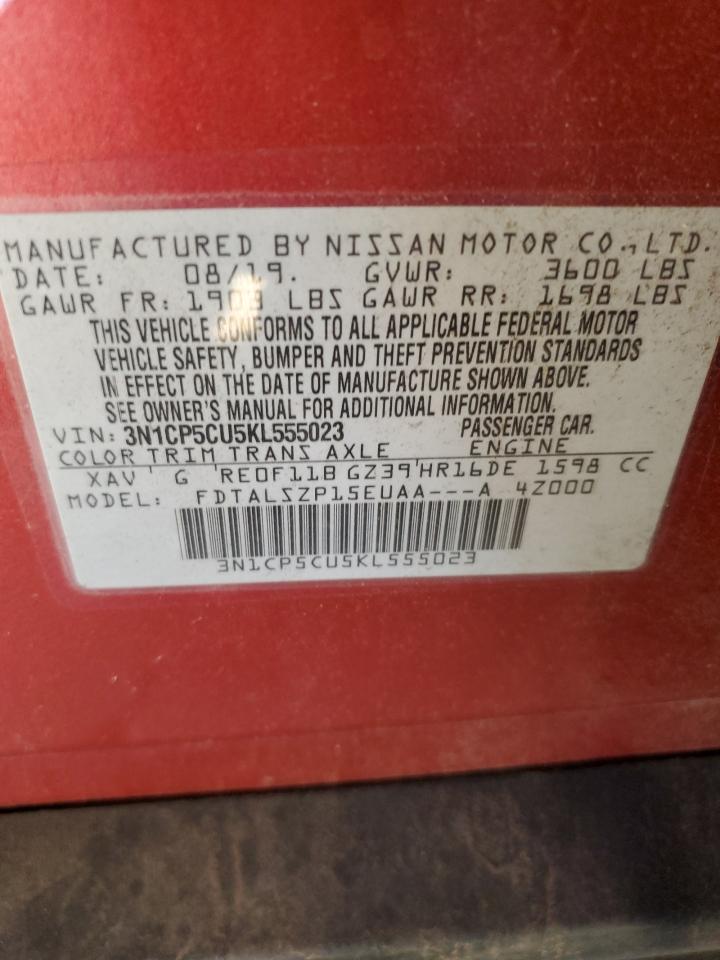 MANUFACTURED BY NISSAN MOTOR CO., LTD.
DATE: 08/19. GVWR: 3600 LBS
GAWR FR: 1903 LBS GAWR RR: 1698 LBS
THIS VEHICLE CONFORMS TO ALL APPLICABLE FEDERAL MOTOR
VEHICLE SAFETY, BUMPER AND THEFT PREVENTION STANDARDS
IN EFFECT ON THE DATE OF MANUFACTURE SHOWN ABOVE.
SEE OWNER'S MANUAL FOR ADDITIONAL INFORMATION.
VIN: 3N1CP5CU5KL555023 PASSENGER CAR.
COLOR TRIM TRANS AXLE ENGINE
XAV G RE0F11B GZ39 HR16DE 1598 CC
MODEL: FDTALSZP15EUAA---A 4Z000
3N1CP5CU5KL555023